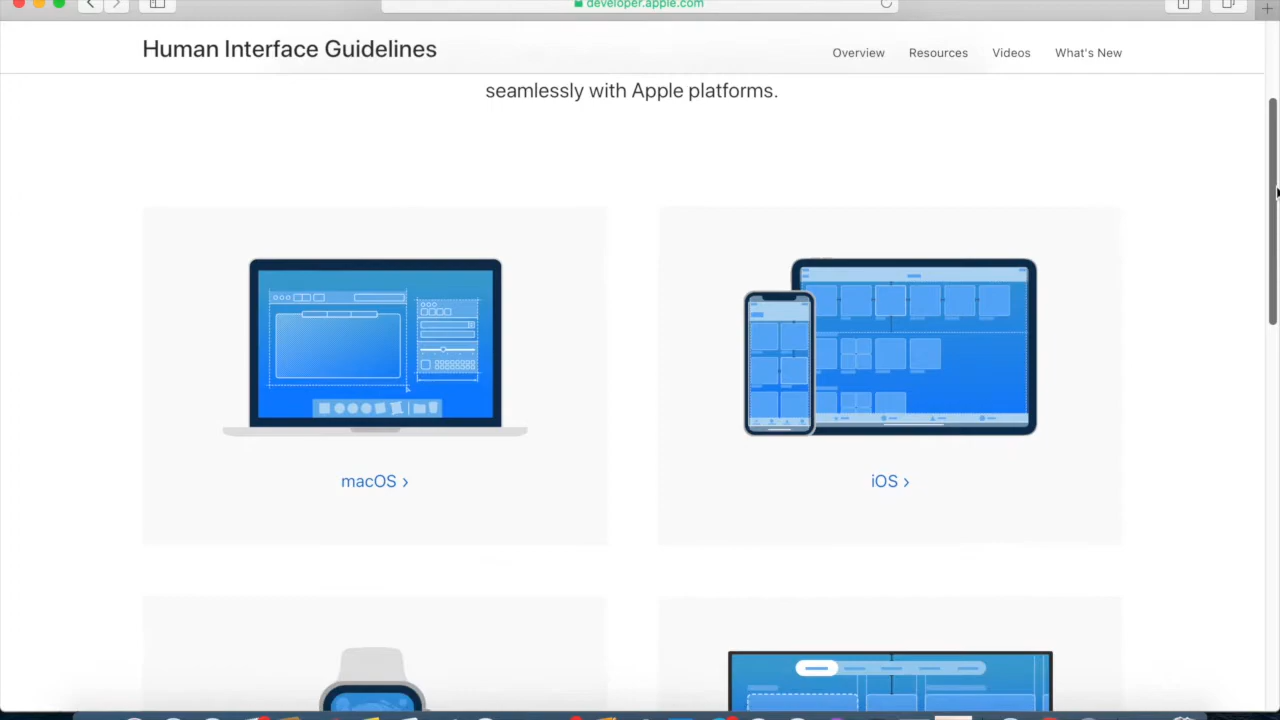 developer.apple.com
Human Interface Guidelines
Overview
Resources
Videos
What's New
seamlessly with Apple platforms.
macOS ›
iOS ›